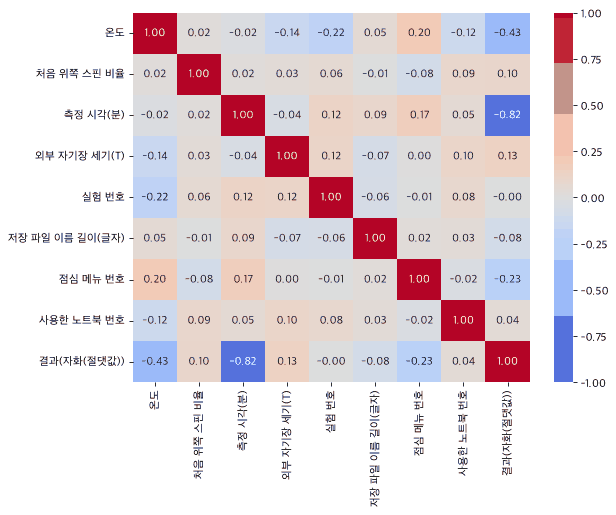 온도 1.00 0.02 -0.02 -0.14 -0.22 0.05 0.20 -0.12 -0.43
처음 위쪽 스핀 비율 0.02 1.00 0.02 0.03 0.06 -0.01 -0.08 0.09 0.10
측정 시각(분) -0.02 0.02 1.00 -0.04 0.12 0.09 0.17 0.05 -0.82
외부 자기장 세기(T) -0.14 0.03 -0.04 1.00 0.12 -0.07 0.00 0.10 0.13
실험 번호 -0.22 0.06 0.12 0.12 1.00 -0.06 -0.01 0.08 -0.00
저장 파일 이름 길이(글자) 0.05 -0.01 0.09 -0.07 -0.06 1.00 0.02 0.03 -0.08
점심 메뉴 번호 0.20 -0.08 0.17 0.00 -0.01 0.02 1.00 -0.02 -0.23
사용한 노트북 번호 -0.12 0.09 0.05 0.10 0.08 0.03 -0.02 1.00 0.04
결과(자화(절댓값)) -0.43 0.10 -0.82 0.13 -0.00 -0.08 -0.23 0.04 1.00
온도
처음 위쪽 스핀 비율
측정 시각(분)
외부 자기장 세기(T)
실험 번호
저장 파일 이름 길이(글자)
점심 메뉴 번호
사용한 노트북 번호
결과(자화(절댓값))
1.00
0.75
0.50
0.25
0.00
-0.25
-0.50
-0.75
-1.00